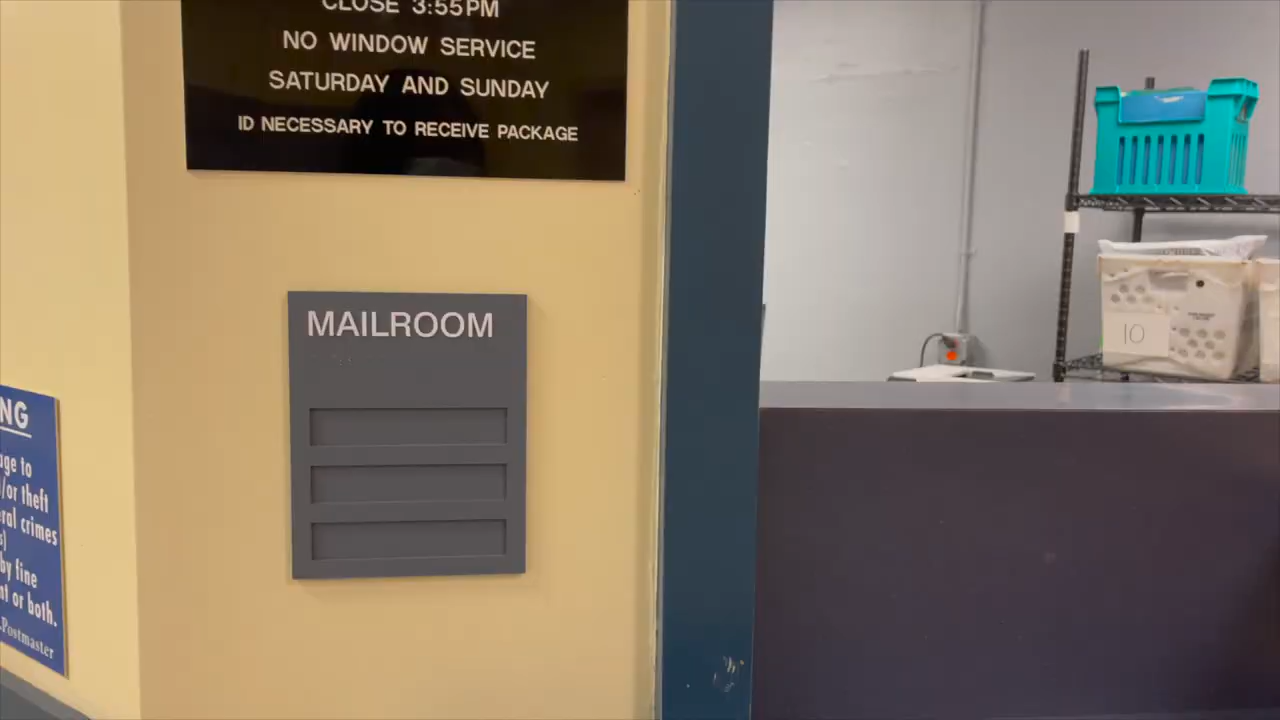 CLOSE 3:55PM
NO WINDOW SERVICE
SATURDAY AND SUNDAY
ID NECESSARY TO RECEIVE PACKAGE
MAILROOM
NG
age to
/or theft
eral crimes
s)
by fine
nt or both.
.Postmaster
10